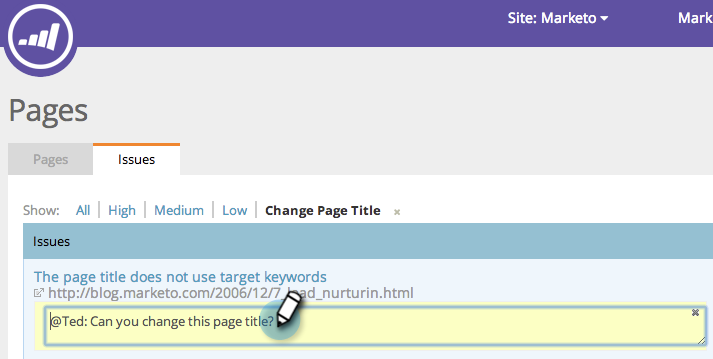 Site: Marketo Mark
Pages
Pages Issues
Show: All High Medium Low Change Page Title ×
Issues
The page title does not use target keywords
http://blog.marketo.com/2006/12/7_lead_nurturin.html
@Ted: Can you change this page title?